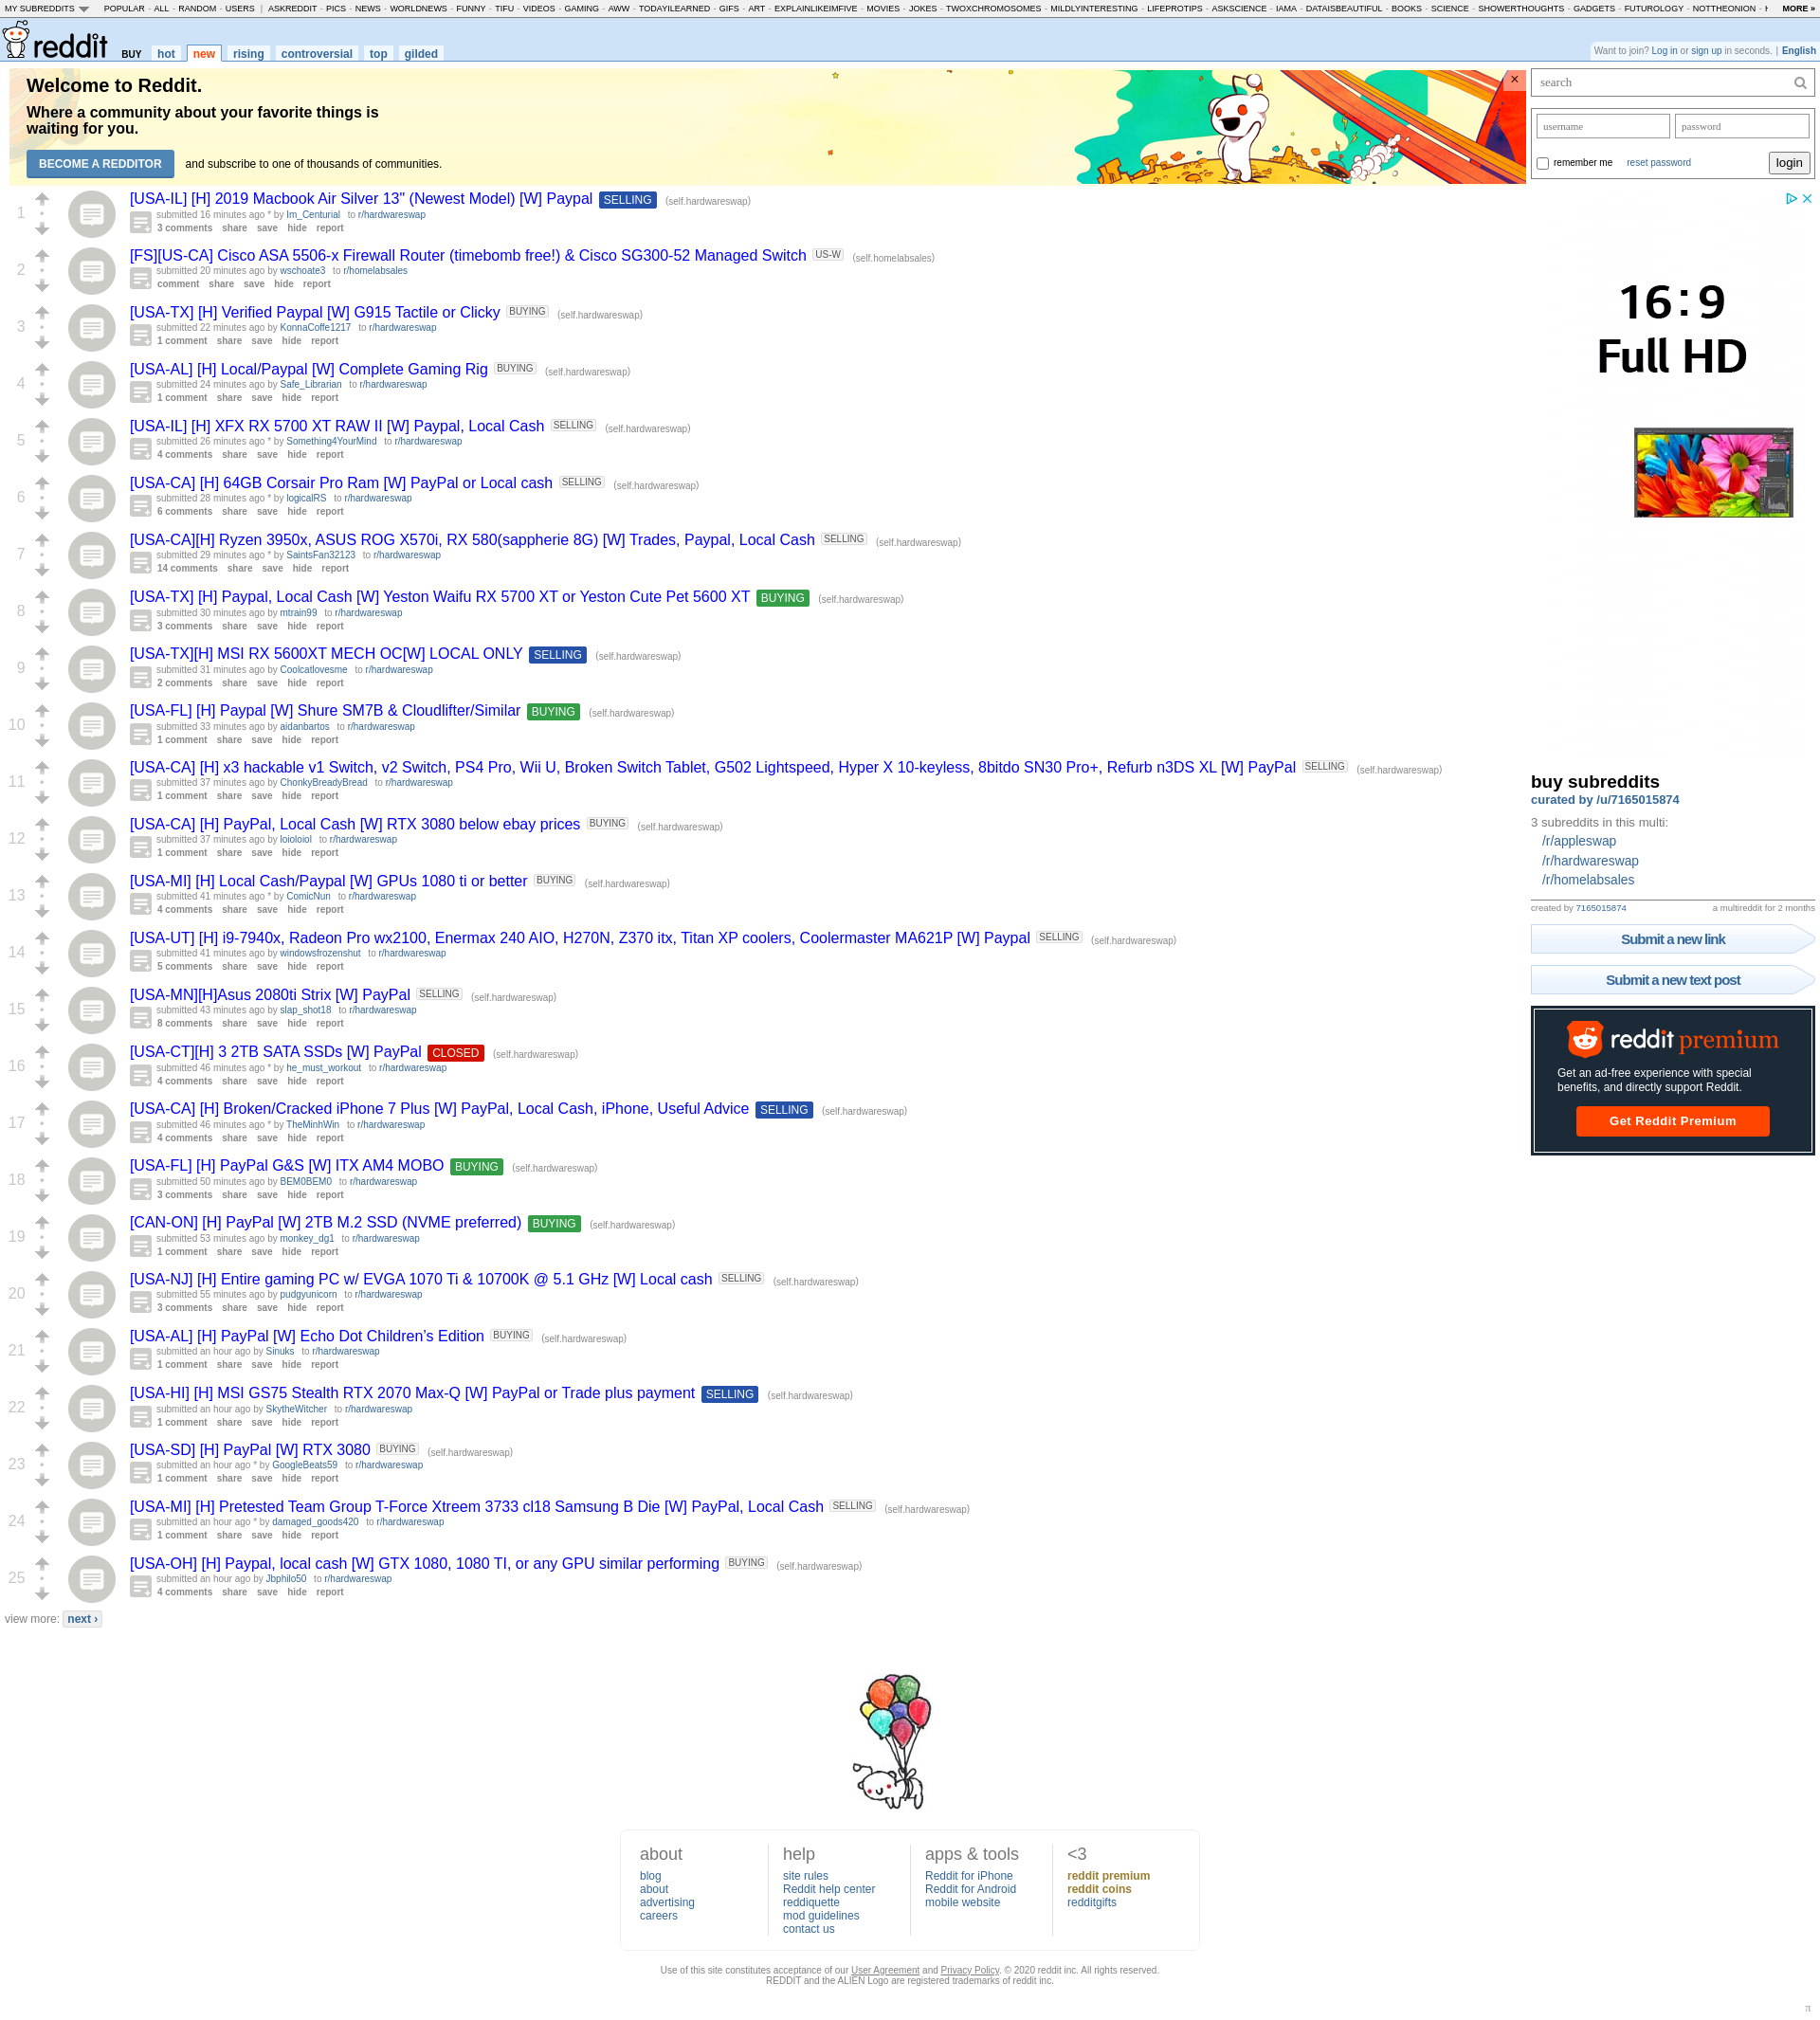 MY SUBREDDITS POPULAR - ALL - RANDOM - USERS | ASKREDDIT - PICS - NEWS - WORLDNEWS - FUNNY - TIFU - VIDEOS - GAMING - AWW - TODAYILEARNED - GIFS - ART - EXPLAINLIKEIMFIVE - MOVIES - JOKES - TWOXCHROMOSOMES - MILDLYINTERESTING - LIFEPROTIPS - ASKSCIENCE - IAMA - DATAISBEAUTIFUL - BOOKS - SCIENCE - SHOWERTHOUGHTS - GADGETS - FUTUROLOGY - NOTTHEONION - MORE »
reddit BUY hot new rising controversial top gilded
Want to join? Log in or sign up in seconds. | English
Welcome to Reddit.
Where a community about your favorite things is
waiting for you.
BECOME A REDDITOR and subscribe to one of thousands of communities.
×
search
username password
remember me reset password login
1 [USA-IL] [H] 2019 Macbook Air Silver 13" (Newest Model) [W] Paypal SELLING (self.hardwareswap)
submitted 16 minutes ago * by Im_Centurial to r/hardwareswap
3 comments share save hide report
2 [FS][US-CA] Cisco ASA 5506-x Firewall Router (timebomb free!) & Cisco SG300-52 Managed Switch US-W (self.homelabsales)
submitted 20 minutes ago by wschoate3 to r/homelabsales
comment share save hide report
3 [USA-TX] [H] Verified Paypal [W] G915 Tactile or Clicky BUYING (self.hardwareswap)
submitted 22 minutes ago by KonnaCoffe1217 to r/hardwareswap
1 comment share save hide report
4 [USA-AL] [H] Local/Paypal [W] Complete Gaming Rig BUYING (self.hardwareswap)
submitted 24 minutes ago by Safe_Librarian to r/hardwareswap
1 comment share save hide report
5 [USA-IL] [H] XFX RX 5700 XT RAW II [W] Paypal, Local Cash SELLING (self.hardwareswap)
submitted 26 minutes ago * by Something4YourMind to r/hardwareswap
4 comments share save hide report
6 [USA-CA] [H] 64GB Corsair Pro Ram [W] PayPal or Local cash SELLING (self.hardwareswap)
submitted 28 minutes ago * by logicalRS to r/hardwareswap
6 comments share save hide report
7 [USA-CA][H] Ryzen 3950x, ASUS ROG X570i, RX 580(sappherie 8G) [W] Trades, Paypal, Local Cash SELLING (self.hardwareswap)
submitted 29 minutes ago * by SaintsFan32123 to r/hardwareswap
14 comments share save hide report
8 [USA-TX] [H] Paypal, Local Cash [W] Yeston Waifu RX 5700 XT or Yeston Cute Pet 5600 XT BUYING (self.hardwareswap)
submitted 30 minutes ago by mtrain99 to r/hardwareswap
3 comments share save hide report
9 [USA-TX][H] MSI RX 5600XT MECH OC[W] LOCAL ONLY SELLING (self.hardwareswap)
submitted 31 minutes ago by Coolcatlovesme to r/hardwareswap
2 comments share save hide report
10 [USA-FL] [H] Paypal [W] Shure SM7B & Cloudlifter/Similar BUYING (self.hardwareswap)
submitted 33 minutes ago by aidanbartos to r/hardwareswap
1 comment share save hide report
11 [USA-CA] [H] x3 hackable v1 Switch, v2 Switch, PS4 Pro, Wii U, Broken Switch Tablet, G502 Lightspeed, Hyper X 10-keyless, 8bitdo SN30 Pro+, Refurb n3DS XL [W] PayPal SELLING (self.hardwareswap)
submitted 37 minutes ago by ChonkyBreadyBread to r/hardwareswap
1 comment share save hide report
12 [USA-CA] [H] PayPal, Local Cash [W] RTX 3080 below ebay prices BUYING (self.hardwareswap)
submitted 37 minutes ago by loioloiol to r/hardwareswap
1 comment share save hide report
13 [USA-MI] [H] Local Cash/Paypal [W] GPUs 1080 ti or better BUYING (self.hardwareswap)
submitted 41 minutes ago * by ComicNun to r/hardwareswap
4 comments share save hide report
14 [USA-UT] [H] i9-7940x, Radeon Pro wx2100, Enermax 240 AIO, H270N, Z370 itx, Titan XP coolers, Coolermaster MA621P [W] Paypal SELLING (self.hardwareswap)
submitted 41 minutes ago by windowsfrozenshut to r/hardwareswap
5 comments share save hide report
15 [USA-MN][H]Asus 2080ti Strix [W] PayPal SELLING (self.hardwareswap)
submitted 43 minutes ago by slap_shot18 to r/hardwareswap
8 comments share save hide report
16 [USA-CT][H] 3 2TB SATA SSDs [W] PayPal CLOSED (self.hardwareswap)
submitted 46 minutes ago * by he_must_workout to r/hardwareswap
4 comments share save hide report
17 [USA-CA] [H] Broken/Cracked iPhone 7 Plus [W] PayPal, Local Cash, iPhone, Useful Advice SELLING (self.hardwareswap)
submitted 46 minutes ago * by TheMinhWin to r/hardwareswap
4 comments share save hide report
18 [USA-FL] [H] PayPal G&S [W] ITX AM4 MOBO BUYING (self.hardwareswap)
submitted 50 minutes ago by BEM0BEM0 to r/hardwareswap
3 comments share save hide report
19 [CAN-ON] [H] PayPal [W] 2TB M.2 SSD (NVME preferred) BUYING (self.hardwareswap)
submitted 53 minutes ago by monkey_dg1 to r/hardwareswap
1 comment share save hide report
20 [USA-NJ] [H] Entire gaming PC w/ EVGA 1070 Ti & 10700K @ 5.1 GHz [W] Local cash SELLING (self.hardwareswap)
submitted 55 minutes ago by pudgyunicorn to r/hardwareswap
3 comments share save hide report
21 [USA-AL] [H] PayPal [W] Echo Dot Children’s Edition BUYING (self.hardwareswap)
submitted an hour ago by Sinuks to r/hardwareswap
1 comment share save hide report
22 [USA-HI] [H] MSI GS75 Stealth RTX 2070 Max-Q [W] PayPal or Trade plus payment SELLING (self.hardwareswap)
submitted an hour ago by SkytheWitcher to r/hardwareswap
1 comment share save hide report
23 [USA-SD] [H] PayPal [W] RTX 3080 BUYING (self.hardwareswap)
submitted an hour ago * by GoogleBeats59 to r/hardwareswap
1 comment share save hide report
24 [USA-MI] [H] Pretested Team Group T-Force Xtreem 3733 cl18 Samsung B Die [W] PayPal, Local Cash SELLING (self.hardwareswap)
submitted an hour ago * by damaged_goods420 to r/hardwareswap
1 comment share save hide report
25 [USA-OH] [H] Paypal, local cash [W] GTX 1080, 1080 TI, or any GPU similar performing BUYING (self.hardwareswap)
submitted an hour ago by Jbphilo50 to r/hardwareswap
4 comments share save hide report
view more: next ›
16:9
Full HD
buy subreddits
curated by /u/7165015874
3 subreddits in this multi:
/r/appleswap
/r/hardwareswap
/r/homelabsales
created by 7165015874 a multireddit for 2 months
Submit a new link
Submit a new text post
reddit premium
Get an ad-free experience with special
benefits, and directly support Reddit.
Get Reddit Premium
about
blog
about
advertising
careers
help
site rules
Reddit help center
reddiquette
mod guidelines
contact us
apps & tools
Reddit for iPhone
Reddit for Android
mobile website
<3
reddit premium
reddit coins
redditgifts
Use of this site constitutes acceptance of our User Agreement and Privacy Policy. © 2020 reddit inc. All rights reserved.
REDDIT and the ALIEN Logo are registered trademarks of reddit inc.
π